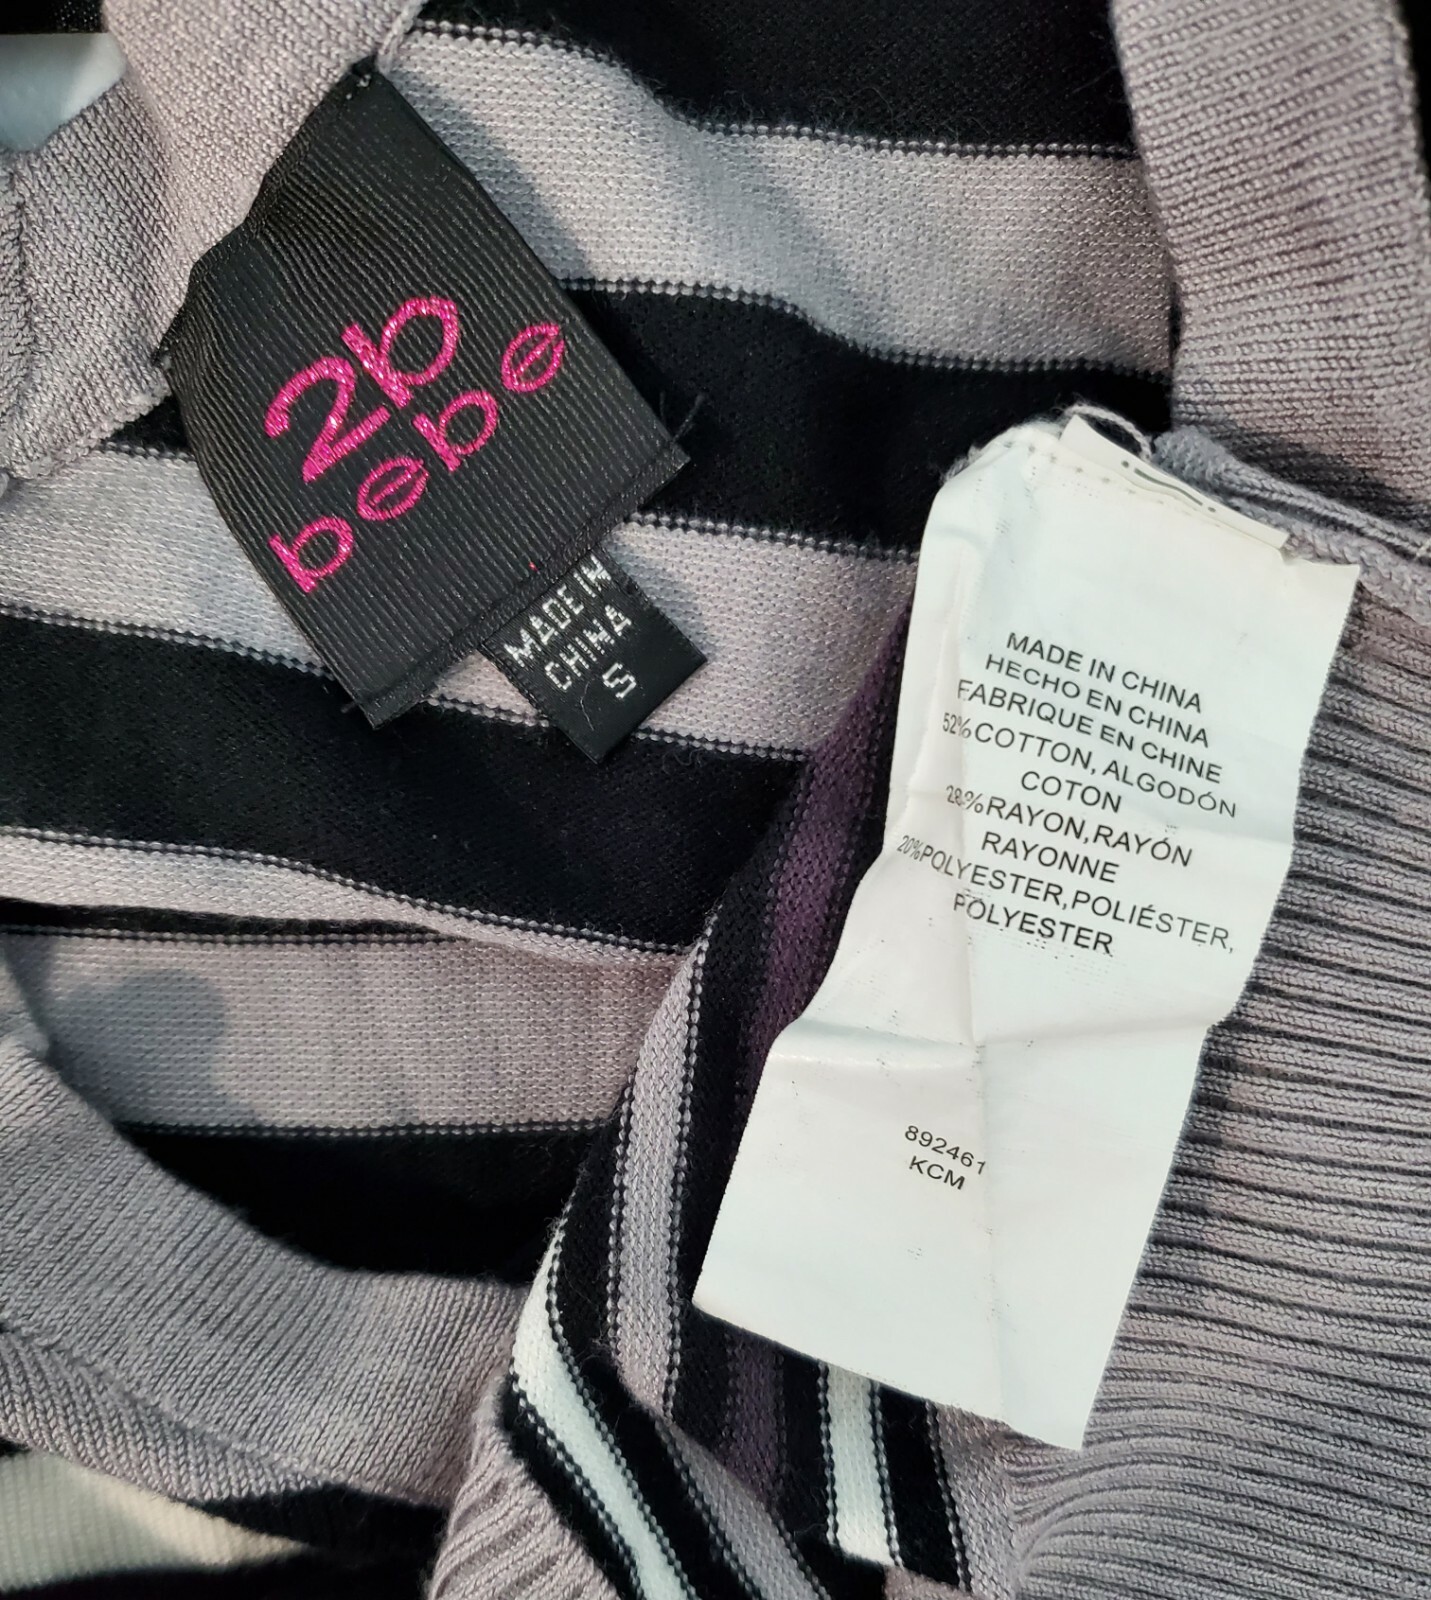 2b
bebe
MADE IN
CHINA
S
MADE IN CHINA
HECHO EN CHINA
FABRIQUE EN CHINE
52%COTTON, ALGODÓN
COTON
28%RAYON,RAYÓN
RAYONNE
20%POLYESTER,POLIÉSTER,
POLYESTER
892461
KCM